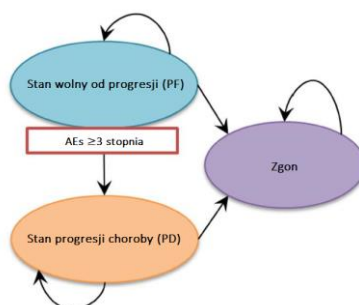 Stan wolny od progresji (PF)
AEs ≥3 stopnia
Zgon
Stan progresji choroby (PD)